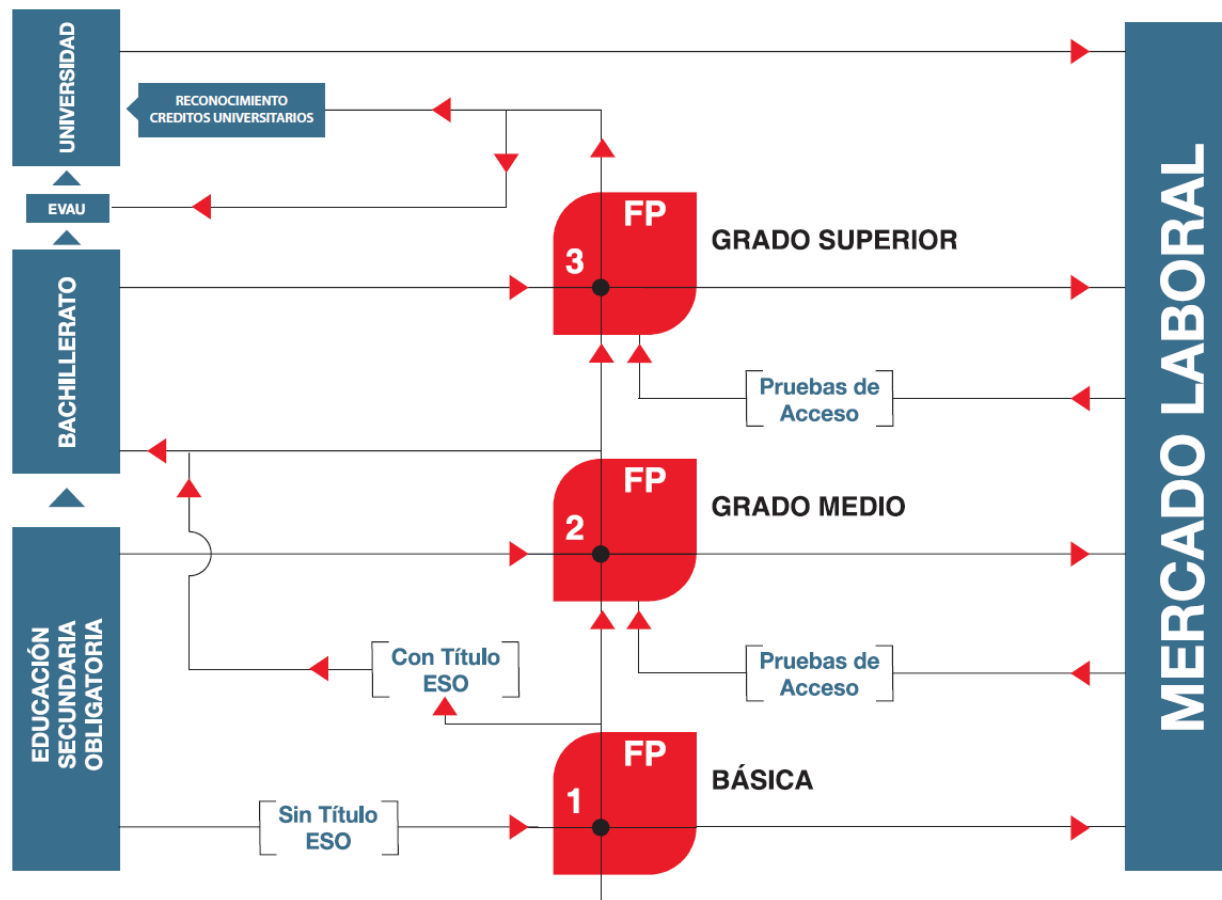 UNIVERSIDAD
RECONOCIMIENTO
CREDITOS UNIVERSITARIOS
EVAU
FP
3
GRADO SUPERIOR
BACHILLERATO
Pruebas de
Acceso
FP
2
GRADO MEDIO
EDUCACIÓN
SECUNDARIA
OBLIGATORIA
Con Título
ESO
Pruebas de
Acceso
FP
1
BÁSICA
Sin Título
ESO
MERCADO LABORAL